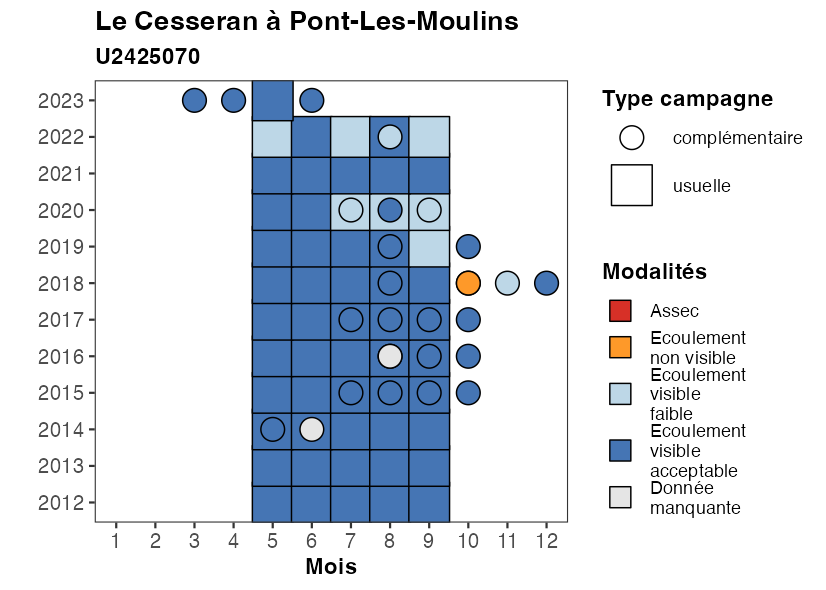 Le Cesseran à Pont-Les-Moulins
U2425070
2023
2022
2021
2020
2019
2018
2017
2016
2015
2014
2013
2012
1 2 3 4 5 6 7 8 9 10 11 12
Mois
Type campagne
complémentaire
usuelle
Modalités
Assec
Ecoulement
non visible
Ecoulement
visible
faible
Ecoulement
visible
acceptable
Donnée
manquante